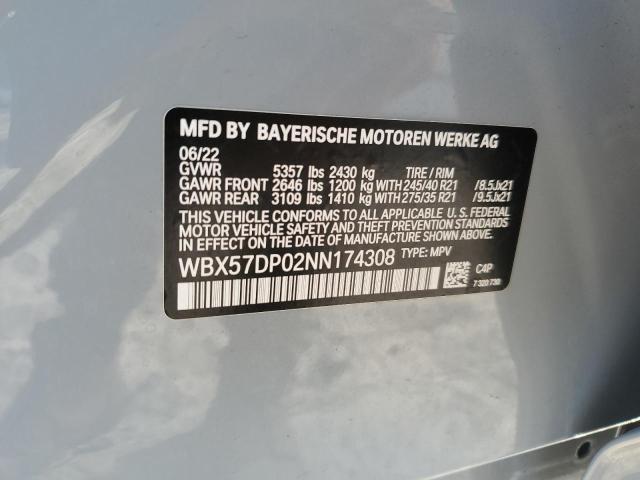 MFD BY BAYERISCHE MOTOREN WERKE AG
06/22
GVWR 5357 lbs 2430 kg TIRE / RIM
GAWR FRONT 2646 lbs 1200 kg WITH 245/40 R21 /8.5Jx21
GAWR REAR 3109 lbs 1410 kg WITH 275/35 R21 /9.5Jx21
THIS VEHICLE CONFORMS TO ALL APPLICABLE U. S. FEDERAL
MOTOR VEHICLE SAFETY AND THEFT PREVENTION STANDARDS
IN EFFECT ON THE DATE OF MANUFACTURE SHOWN ABOVE.
WBX57DP02NN174308 TYPE: MPV
C4P
7 320 730